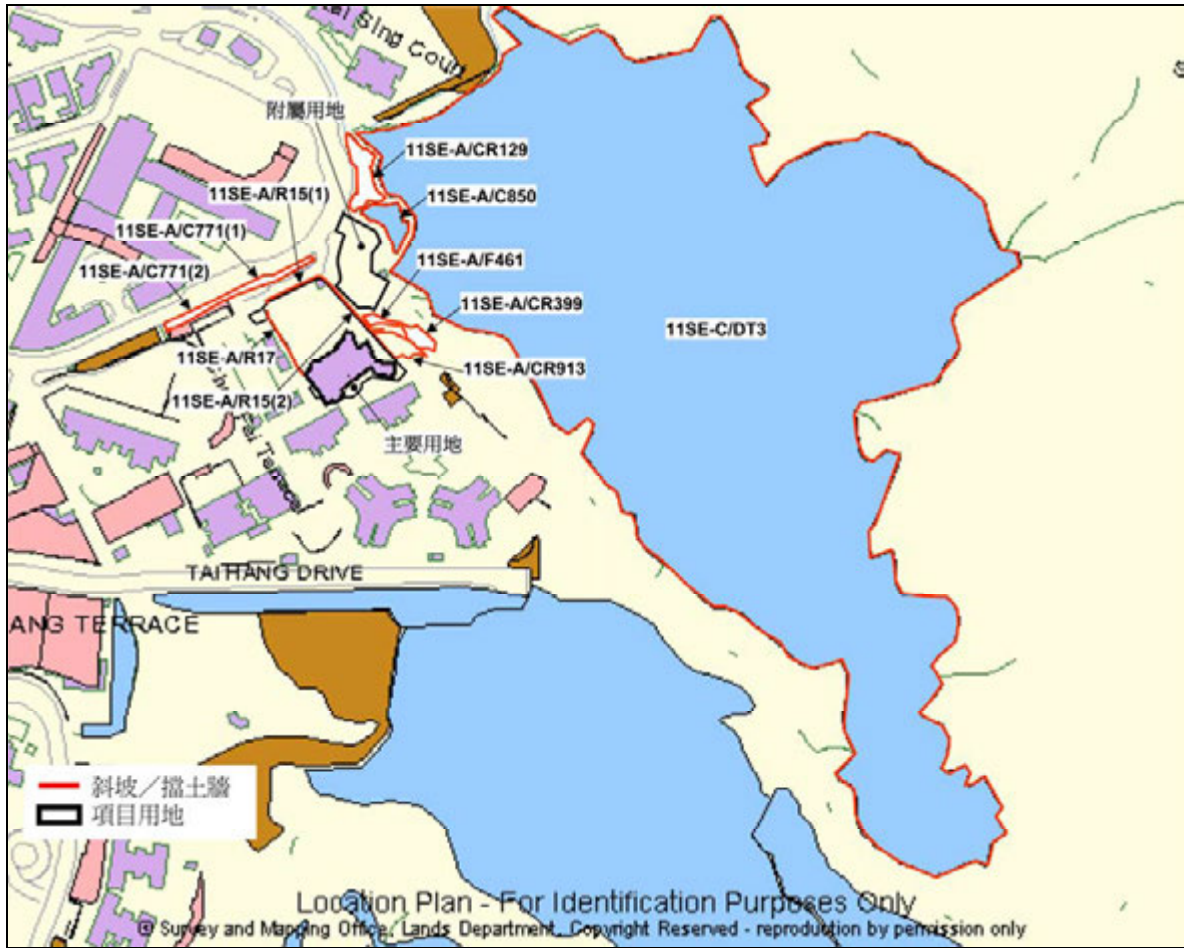 Sing Court
附屬用地
11SE-A/CR129
11SE-A/R15(1)
11SE-A/C850
11SE-A/C771(1)
11SE-A/F461
11SE-A/C771(2)
11SE-A/CR399
11SE-C/DT3
11SE-A/R17
11SE-A/CR913
11SE-A/R15(2)
主要用地
Terrace
TAI HANG DRIVE
ANG TERRACE
斜坡／擋土牆
項目用地
Location Plan - For Identification Purposes Only
© Survey and Mapping Office, Lands Department, Copyright Reserved - reproduction by permission only